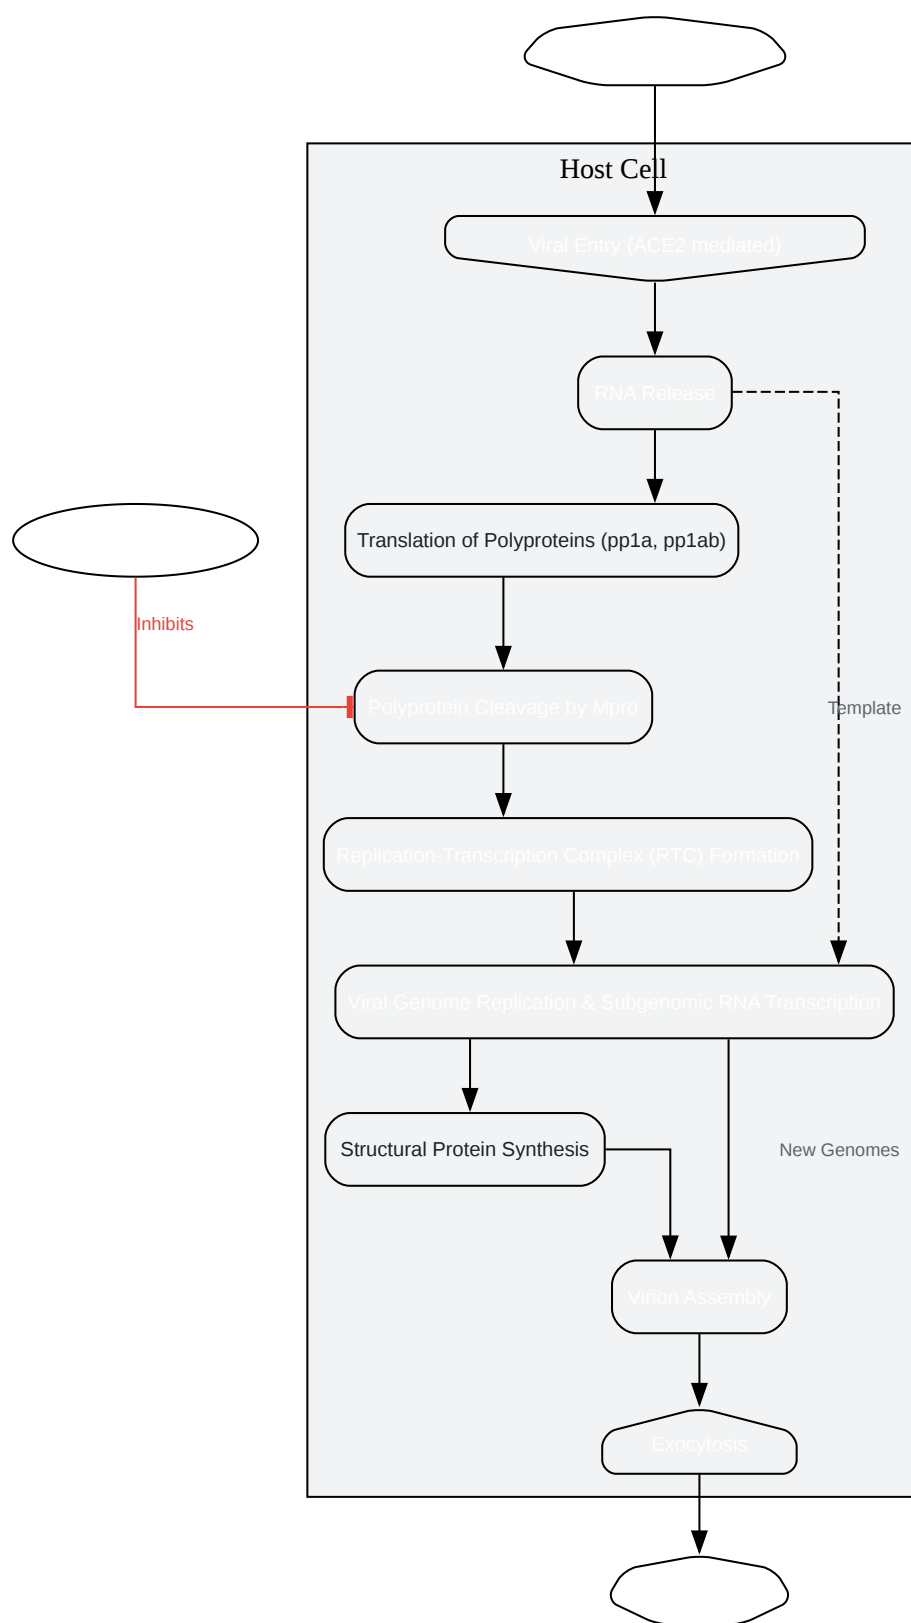 Host Cell
Viral Entry (ACE2 mediated)
RNA Release
Translation of Polyproteins (pp1a, pp1ab)
Inhibits
Polyprotein Cleavage by Mpro
Template
Replication-Transcription Complex (RTC) Formation
Viral Genome Replication & Subgenomic RNA Transcription
Structural Protein Synthesis
New Genomes
Virion Assembly
Exocytosis